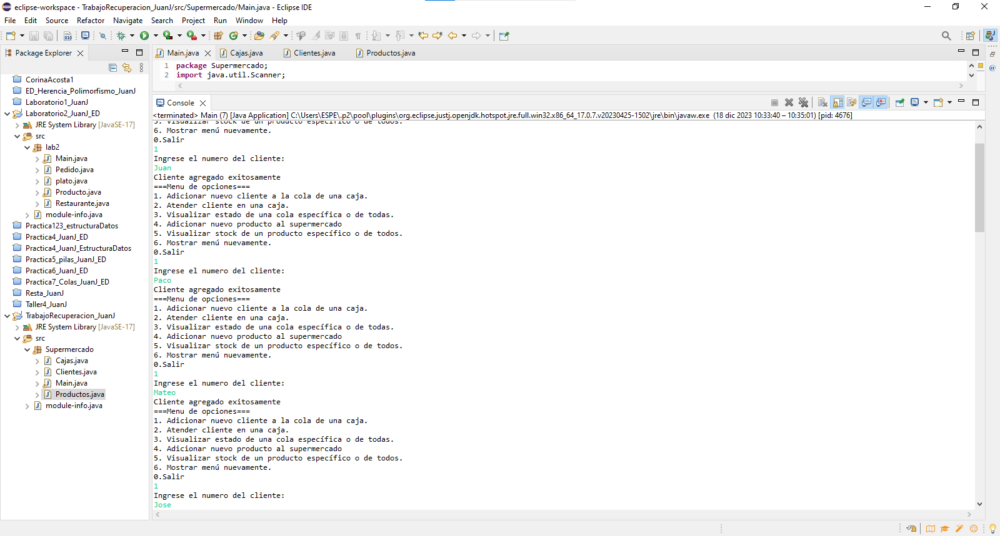 eclipse-workspace - TrabajoRecuperacion_JuanJ/src/Supermercado/Main.java - Eclipse IDE
File Edit Source Refactor Navigate Search Project Run Window Help
Package Explorer
CorinaAcosta1
ED_Herencia_Polimorfismo_JuanJ
Laboratorio1_JuanJ
Laboratorio2_JuanJ_ED
JRE System Library [JavaSE-17]
src
lab2
Main.java
Pedido.java
plato.java
Producto.java
Restaurante.java
module-info.java
Practica123_estructuraDatos
Practica4_JuanJ_ED
Practica4_JuanJ_EstructuraDatos
Practica5_pilas_JuanJ_ED
Practica6_JuanJ_ED
Practica7_Colas_JuanJ_ED
Resta_JuanJ
Taller4_JuanJ
TrabajoRecuperacion_JuanJ
JRE System Library [JavaSE-17]
src
Supermercado
Cajas.java
Clientes.java
Main.java
Productos.java
module-info.java
Main.java Cajas.java Clientes.java Productos.java
1 package Supermercado;
2 import java.util.Scanner;
Console
<terminated> Main (7) [Java Application] C:\Users\ESPE\.p2\pool\plugins\org.eclipse.justj.openjdk.hotspot.jre.full.win32.x86_64_17.0.7.v20230425-1502\jre\bin\javaw.exe (18 dic 2023 10:33:40 – 10:35:01) [pid: 4676]
5. Visualizar stock de un producto específico o de todos.
6. Mostrar menú nuevamente.
0.Salir
1
Ingrese el numero del cliente:
Juan
Cliente agregado exitosamente
===Menu de opciones===
1. Adicionar nuevo cliente a la cola de una caja.
2. Atender cliente en una caja.
3. Visualizar estado de una cola específica o de todas.
4. Adicionar nuevo producto al supermercado
5. Visualizar stock de un producto específico o de todos.
6. Mostrar menú nuevamente.
0.Salir
1
Ingrese el numero del cliente:
Paco
Cliente agregado exitosamente
===Menu de opciones===
1. Adicionar nuevo cliente a la cola de una caja.
2. Atender cliente en una caja.
3. Visualizar estado de una cola específica o de todas.
4. Adicionar nuevo producto al supermercado
5. Visualizar stock de un producto específico o de todos.
6. Mostrar menú nuevamente.
0.Salir
1
Ingrese el numero del cliente:
Mateo
Cliente agregado exitosamente
===Menu de opciones===
1. Adicionar nuevo cliente a la cola de una caja.
2. Atender cliente en una caja.
3. Visualizar estado de una cola específica o de todas.
4. Adicionar nuevo producto al supermercado
5. Visualizar stock de un producto específico o de todos.
6. Mostrar menú nuevamente.
0.Salir
1
Ingrese el numero del cliente:
Jose